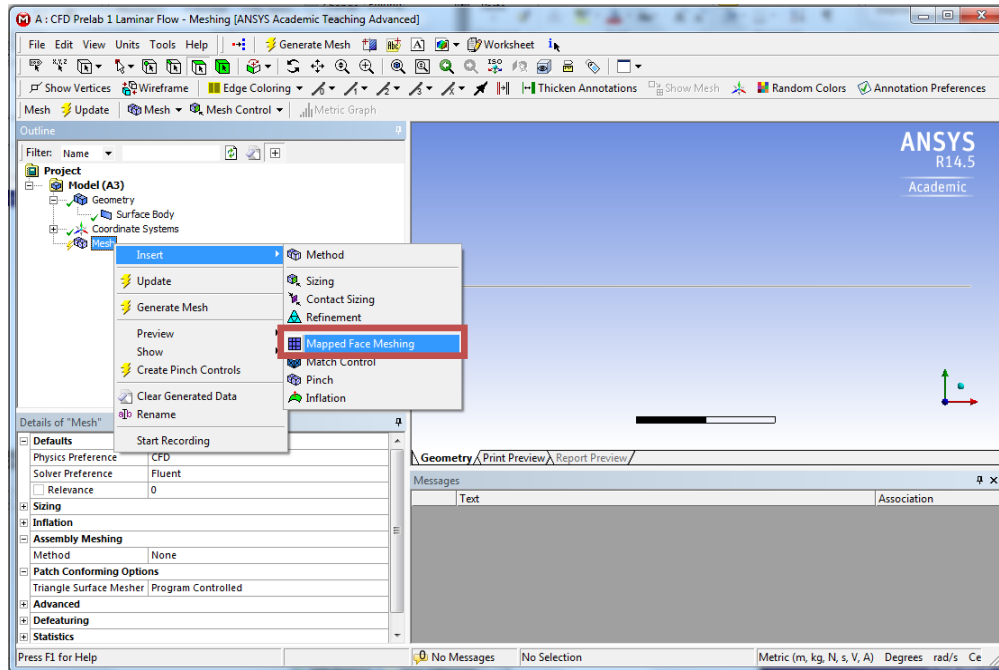 A : CFD Prelab 1 Laminar Flow - Meshing [ANSYS Academic Teaching Advanced]
File Edit View Units Tools Help Generate Mesh A Worksheet i
ISO
Show Vertices Wireframe Edge Coloring Thicken Annotations Show Mesh Random Colors Annotation Preferences
Mesh Update Mesh Mesh Control Metric Graph
Outline
Filter: Name
Project
Model (A3)
Geometry
Surface Body
Coordinate Systems
Mesh
Insert
Update
Generate Mesh
Preview
Show
Create Pinch Controls
Clear Generated Data
Rename
Start Recording
Method
Sizing
Contact Sizing
Refinement
Mapped Face Meshing
Match Control
Pinch
Inflation
ANSYS
R14.5
Academic
Details of "Mesh"
Defaults
Physics Preference CFD
Solver Preference Fluent
Relevance 0
Sizing
Inflation
Assembly Meshing
Method None
Patch Conforming Options
Triangle Surface Mesher Program Controlled
Advanced
Defeaturing
Statistics
Geometry Print Preview Report Preview
Messages
Text Association
Press F1 for Help No Messages No Selection Metric (m, kg, N, s, V, A) Degrees rad/s Ce